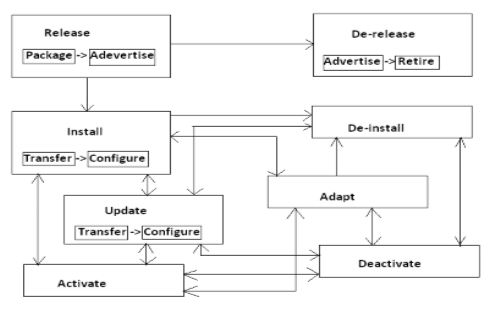 Release
Package -> Adevertise
De-release
Advertise -> Retire
Install
Transfer -> Configure
De-install
Adapt
Update
Transfer -> Configure
Deactivate
Activate